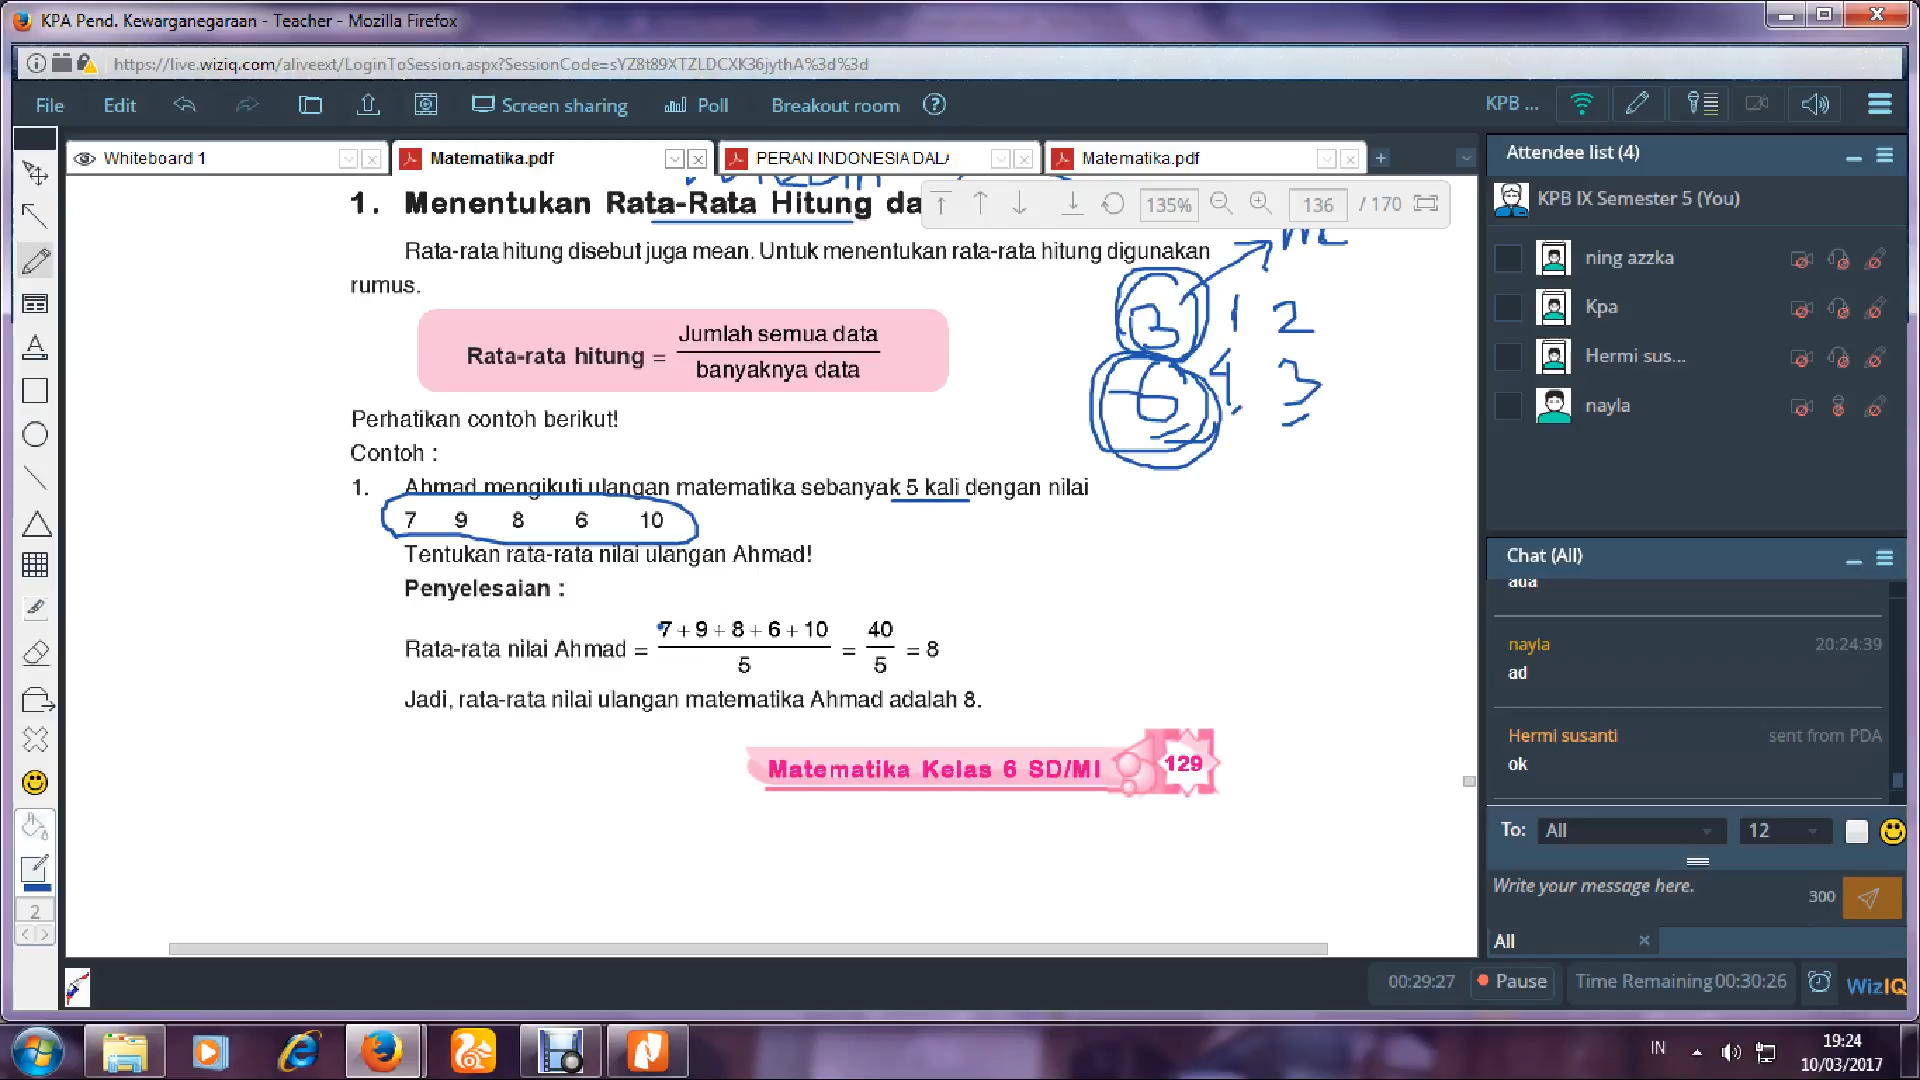 KPA Pend. Kewarganegaraan - Teacher - Mozilla Firefox
https://live.wiziq.com/aliveext/LoginToSession.aspx?SessionCode=sYZ8t89XTZLDCXK36jythA%3d%3d
File Edit Screen sharing Poll Breakout room KPB ...
Whiteboard 1 Matematika.pdf PERAN INDONESIA DALA Matematika.pdf
1. Menentukan Rata-Rata Hitung da
135% 136 / 170
Rata-rata hitung disebut juga mean. Untuk menentukan rata-rata hitung digunakan
rumus.
Rata-rata hitung = Jumlah semua data
banyaknya data
1 2
4 3
Perhatikan contoh berikut!
Contoh :
1. Ahmad mengikuti ulangan matematika sebanyak 5 kali dengan nilai
7 9 8 6 10
Tentukan rata-rata nilai ulangan Ahmad!
Penyelesaian :
Rata-rata nilai Ahmad = 7 + 9 + 8 + 6 + 10 / 5 = 40 / 5 = 8
Jadi, rata-rata nilai ulangan matematika Ahmad adalah 8.
Matematika Kelas 6 SD/MI 129
2
Attendee list (4)
KPB IX Semester 5 (You)
ning azzka
Kpa
Hermi sus...
nayla
Chat (All)
ada
nayla 20:24:39
ad
Hermi susanti sent from PDA
ok
To: All 12
Write your message here. 300
All
00:29:27 Pause Time Remaining 00:30:26 WizIQ
IN 19:24
10/03/2017